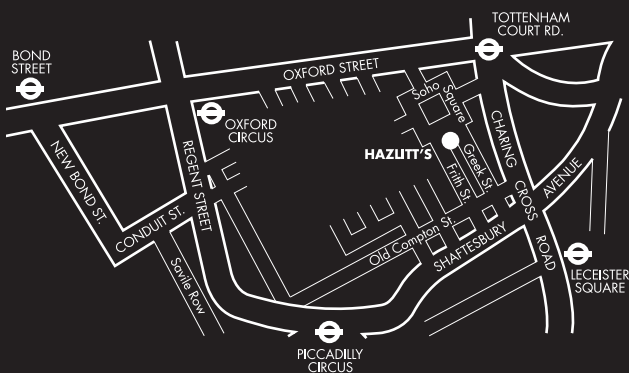 TOTTENHAM
COURT RD.
BOND
STREET
OXFORD STREET
Soho
Square
OXFORD
CIRCUS
CHARING
CROSS
ROAD
HAZLITT'S
NEW BOND ST.
REGENT STREET
Frith St.
Greek St.
AVENUE
CONDUIT ST.
Old Compton St.
SHAFTESBURY
Savile Row
LECEISTER
SQUARE
PICCADILLY
CIRCUS